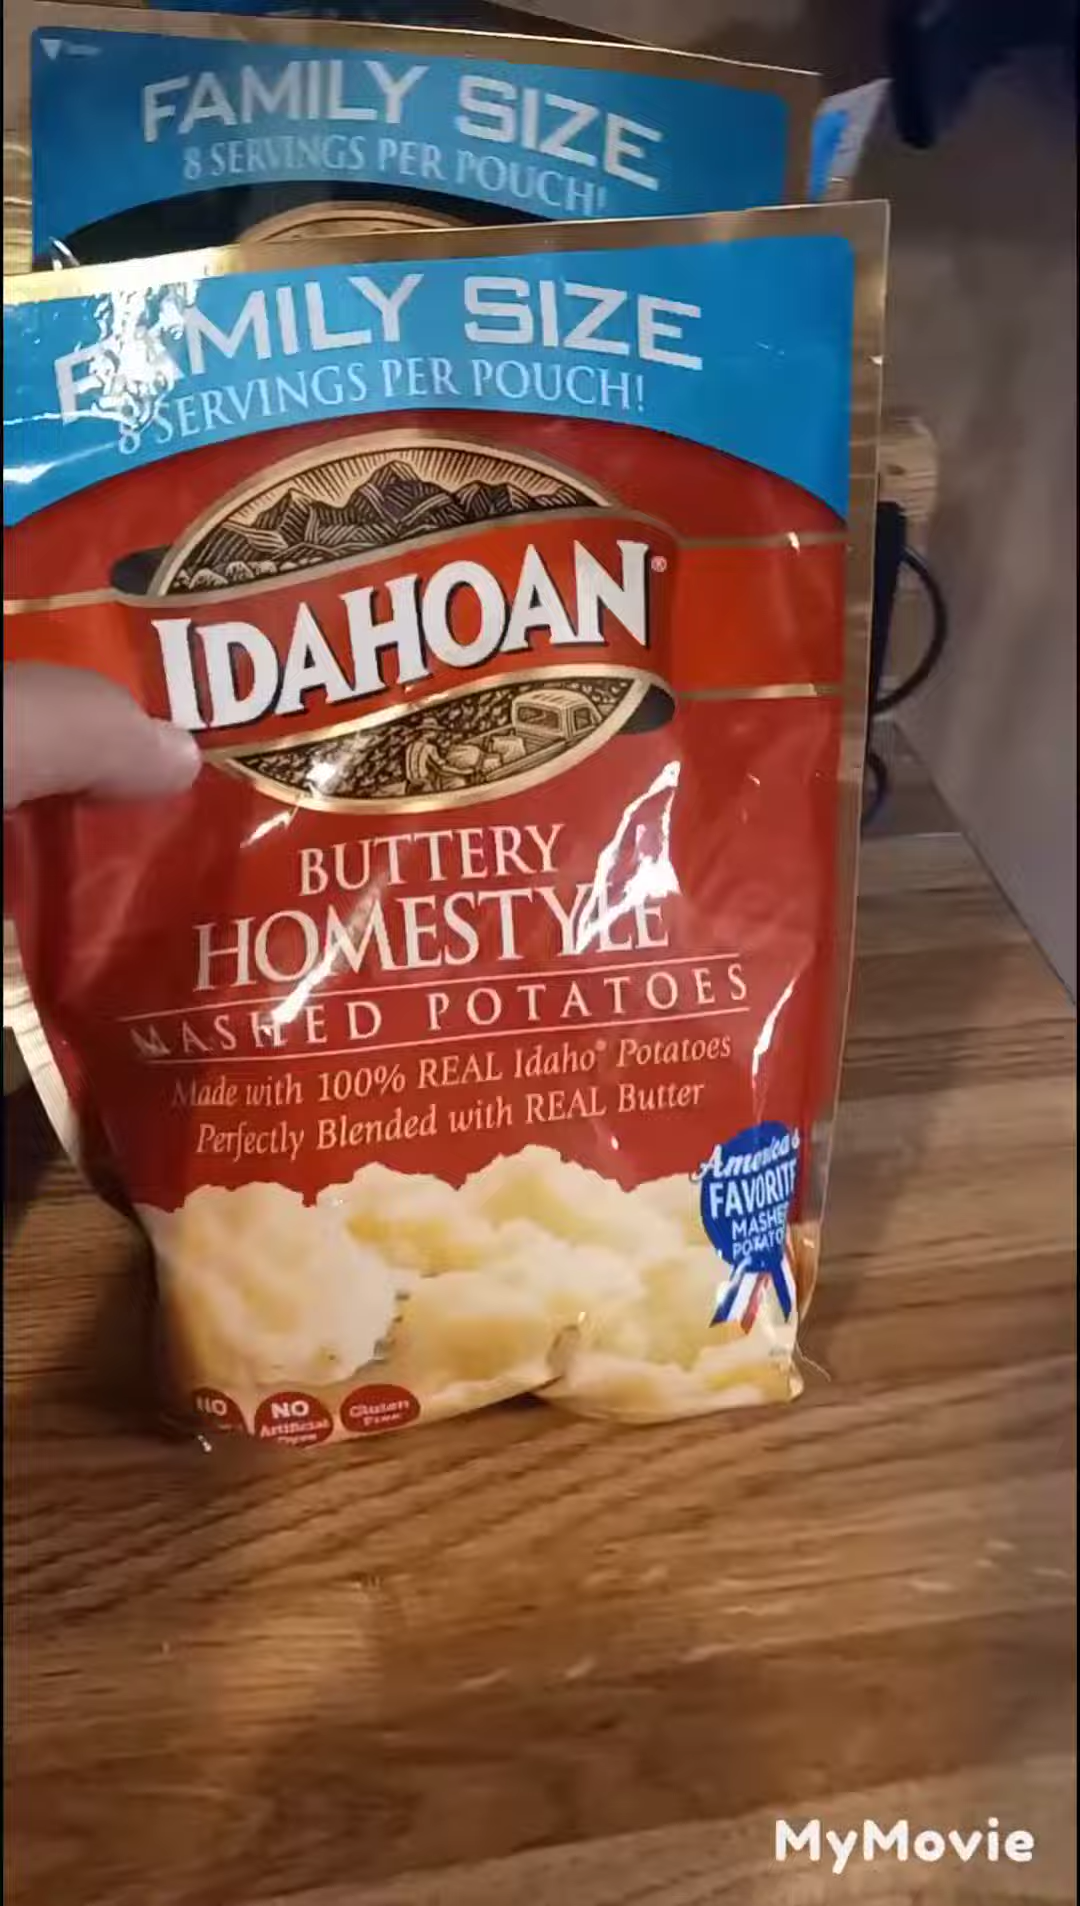 FAMILY SIZE
8 SERVINGS PER POUCH!
FAMILY SIZE
8 SERVINGS PER POUCH!
IDAHOAN®
BUTTERY
HOMESTYLE
MASHED POTATOES
Made with 100% REAL Idaho® Potatoes
Perfectly Blended with REAL Butter
America's
FAVORITE
MASHED
POTATO
NO
NO
Artificial
Gluten
Free
MyMovie